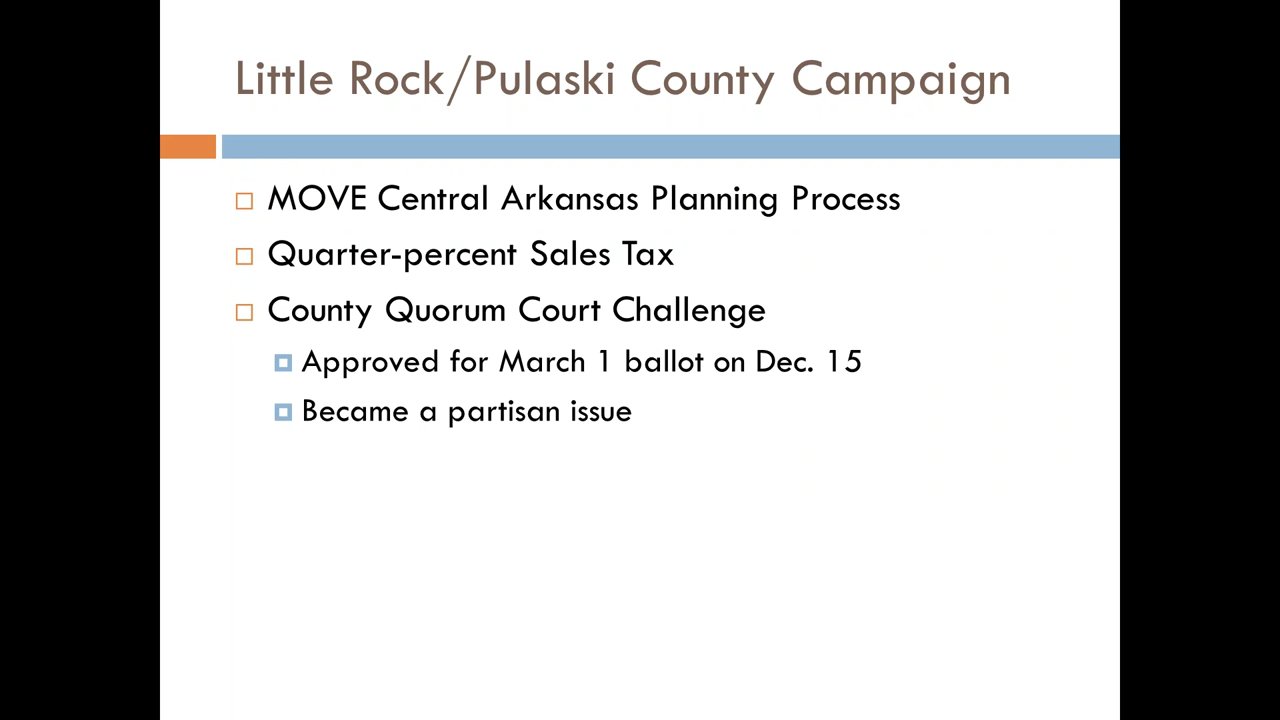 Little Rock/Pulaski County Campaign
MOVE Central Arkansas Planning Process
Quarter-percent Sales Tax
County Quorum Court Challenge
Approved for March 1 ballot on Dec. 15
Became a partisan issue